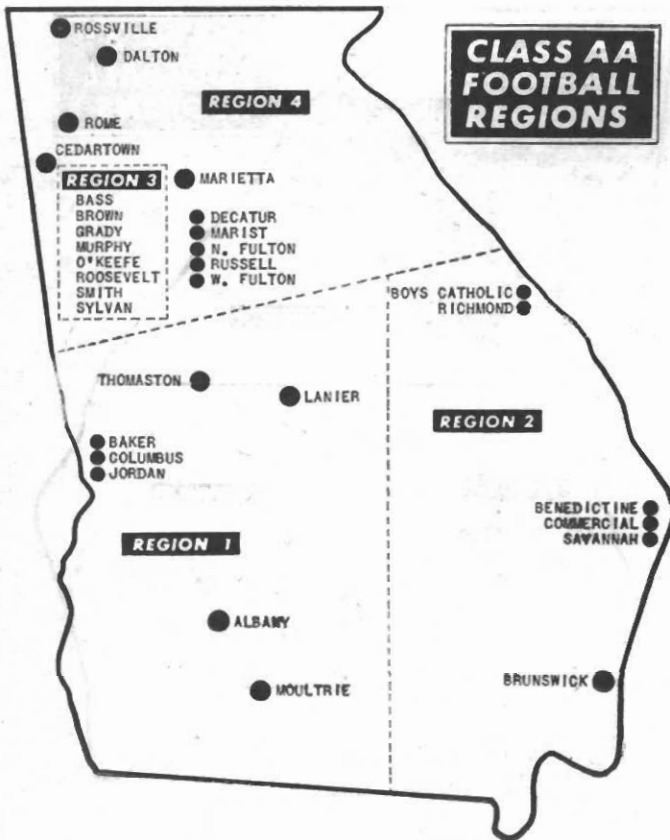 CLASS AA
FOOTBALL
REGIONS
ROSSVILLE
DALTON
REGION 4
ROME
CEDARTOWN
REGION 3
BASS
BROWN
GRADY
MURPHY
O'KEEFE
ROOSEVELT
SMITH
SYLVAN
MARIETTA
DECATUR
MARIST
N. FULTON
RUSSELL
W. FULTON
BOYS CATHOLIC
RICHMOND
THOMASTON
LANIER
REGION 2
BAKER
COLUMBUS
JORDAN
BENEDICTINE
COMMERCIAL
SAVANNAH
REGION 1
ALBANY
MOULTRIE
BRUNSWICK